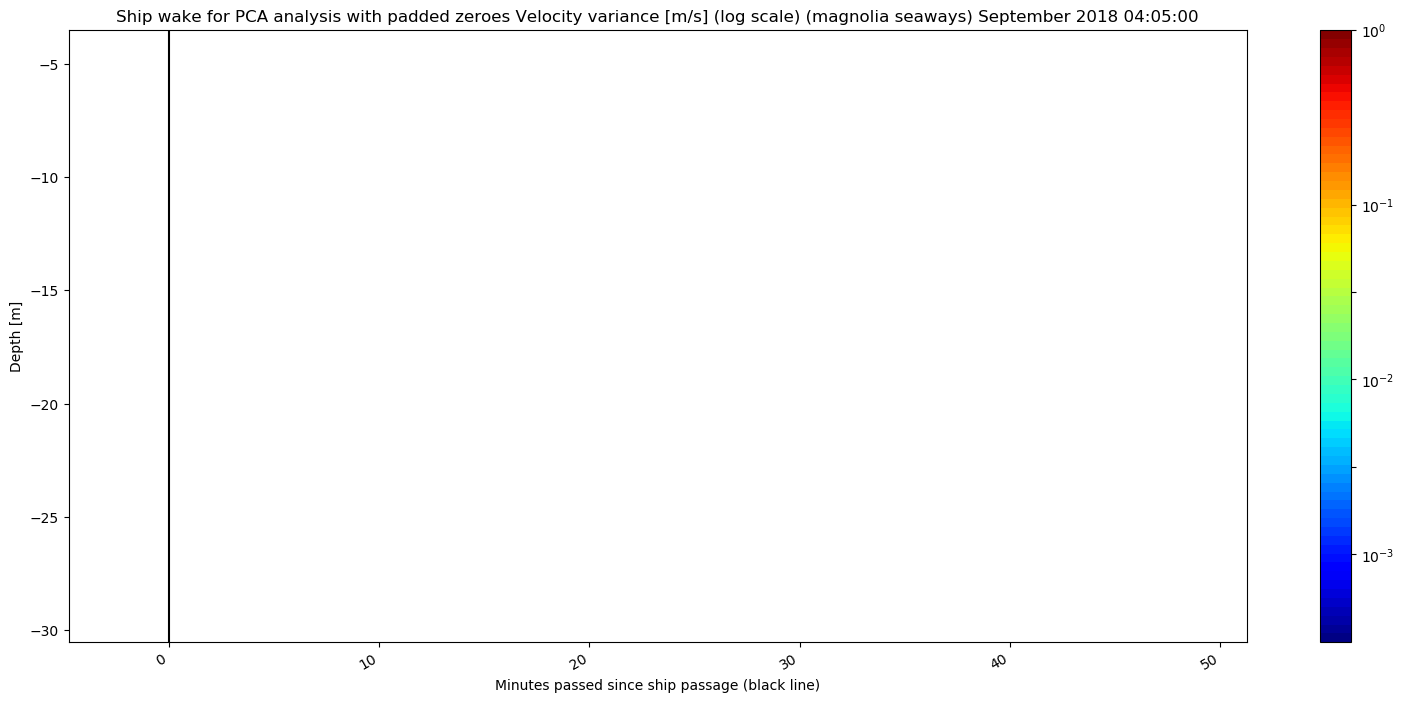 Ship wake for PCA analysis with padded zeroes Velocity variance [m/s] (log scale) (magnolia seaways) September 2018 04:05:00
Depth [m]
−5
−10
−15
−20
−25
−30
0 10 20 30 40 50
Minutes passed since ship passage (black line)
10⁰
10⁻¹
10⁻²
10⁻³